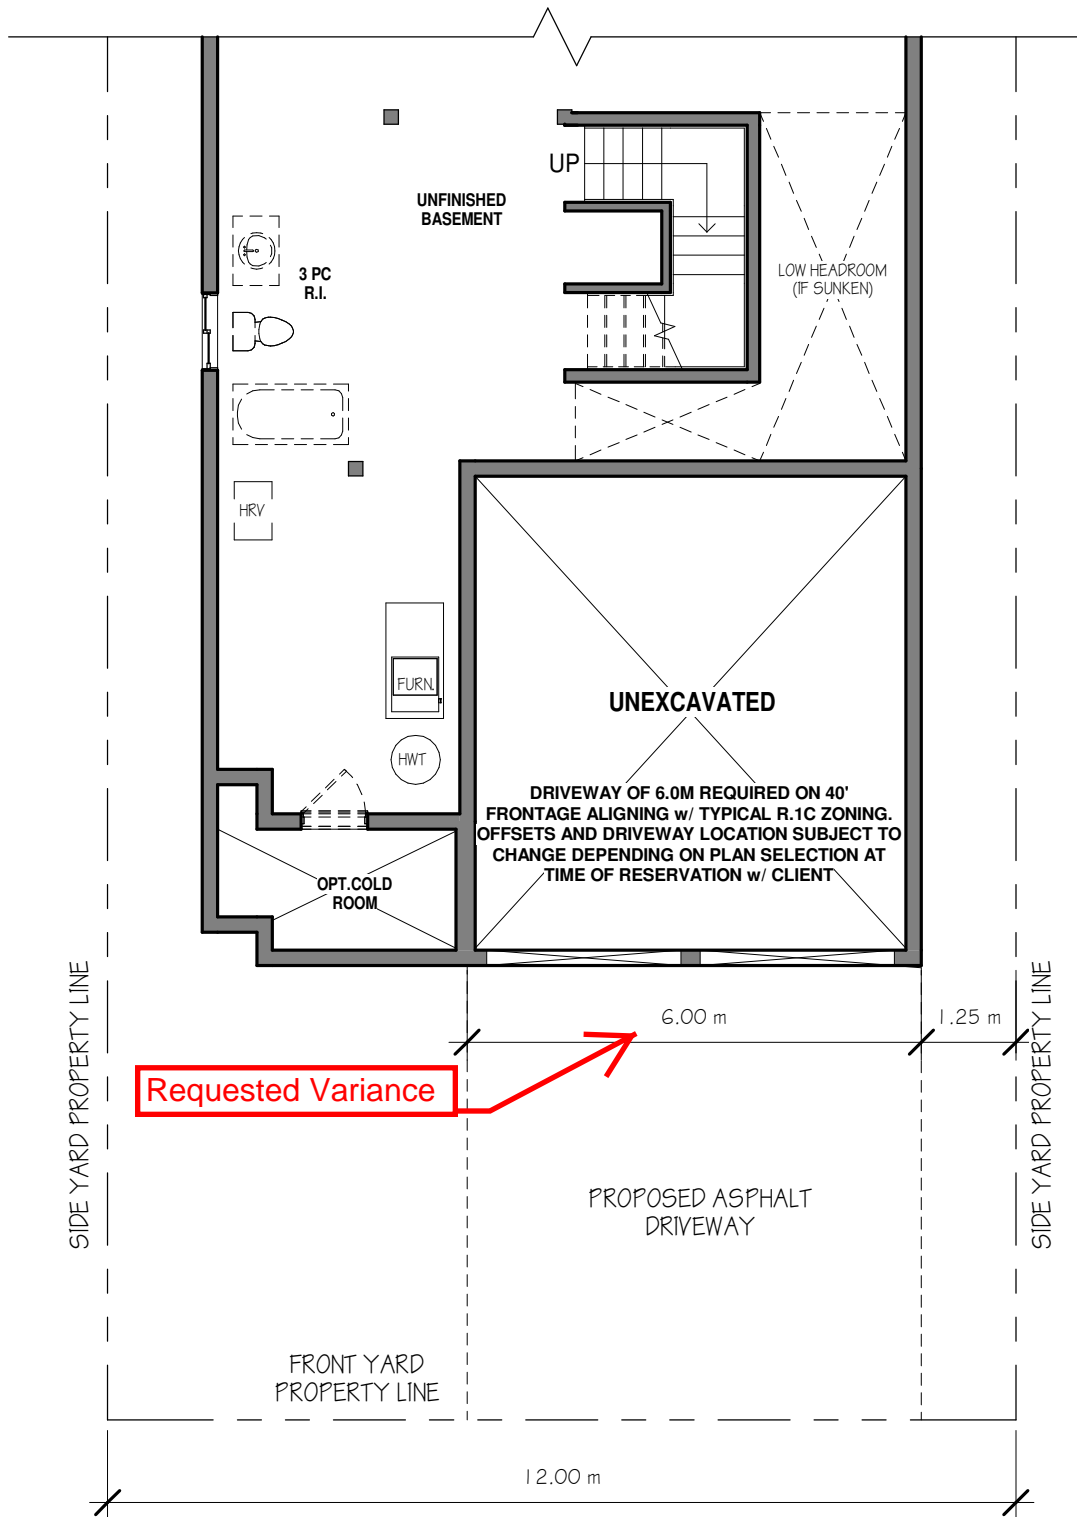 UP
UNFINISHED
BASEMENT
3 PC
R.I.
LOW HEADROOM
(IF SUNKEN)
HRV
FURN.
HWT
UNEXCAVATED
DRIVEWAY OF 6.0M REQUIRED ON 40'
FRONTAGE ALIGNING w/ TYPICAL R.1C ZONING.
OFFSETS AND DRIVEWAY LOCATION SUBJECT TO
CHANGE DEPENDING ON PLAN SELECTION AT
TIME OF RESERVATION w/ CLIENT
OPT.COLD
ROOM
SIDE YARD PROPERTY LINE
6.00 m
1.25 m
SIDE YARD PROPERTY LINE
Requested Variance
PROPOSED ASPHALT
DRIVEWAY
FRONT YARD
PROPERTY LINE
12.00 m